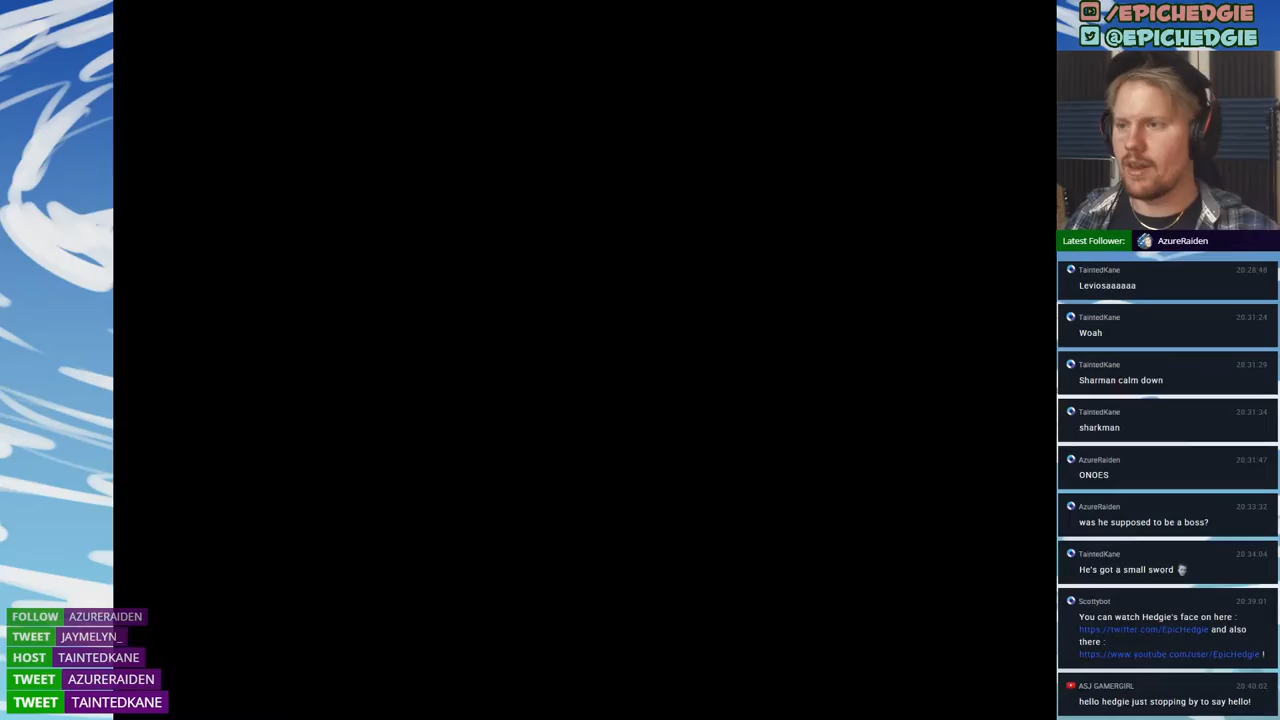 /EPICHEDGIE
@EPICHEDGIE
Latest Follower: AzureRaiden
TaintedKane 20:28:48
Leviosaaaaaa
TaintedKane 20:31:24
Woah
TaintedKane 20:31:29
Sharman calm down
TaintedKane 20:31:34
sharkman
AzureRaiden 20:31:47
ONOES
AzureRaiden 20:33:32
was he supposed to be a boss?
TaintedKane 20:34:04
He's got a small sword
Scottybot 20:39:01
You can watch Hedgie's face on here :
https://twitter.com/EpicHedgie and also
there :
https://www.youtube.com/user/EpicHedgie !
ASJ GAMERGIRL 20:40:02
hello hedgie just stopping by to say hello!
FOLLOW AZURERAIDEN
TWEET JAYMELYN_
HOST TAINTEDKANE
TWEET AZURERAIDEN
TWEET TAINTEDKANE